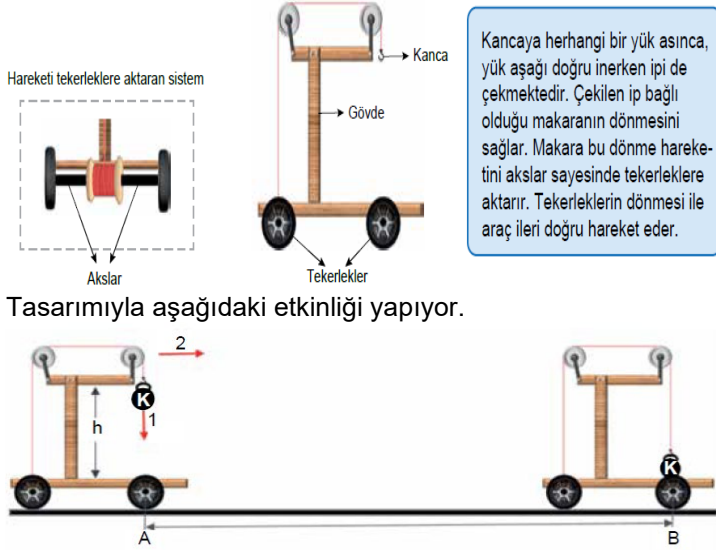 Hareketi tekerleklere aktaran sistem
Akslar
Kanca
Gövde
Tekerlekler
Kancaya herhangi bir yük asınca,
yük aşağı doğru inerken ipi de
çekmektedir. Çekilen ip bağlı
olduğu makaranın dönmesini
sağlar. Makara bu dönme hareke-
tini akslar sayesinde tekerleklere
aktarır. Tekerleklerin dönmesi ile
araç ileri doğru hareket eder.
Tasarımıyla aşağıdaki etkinliği yapıyor.
2
K
1
h
K
A
B